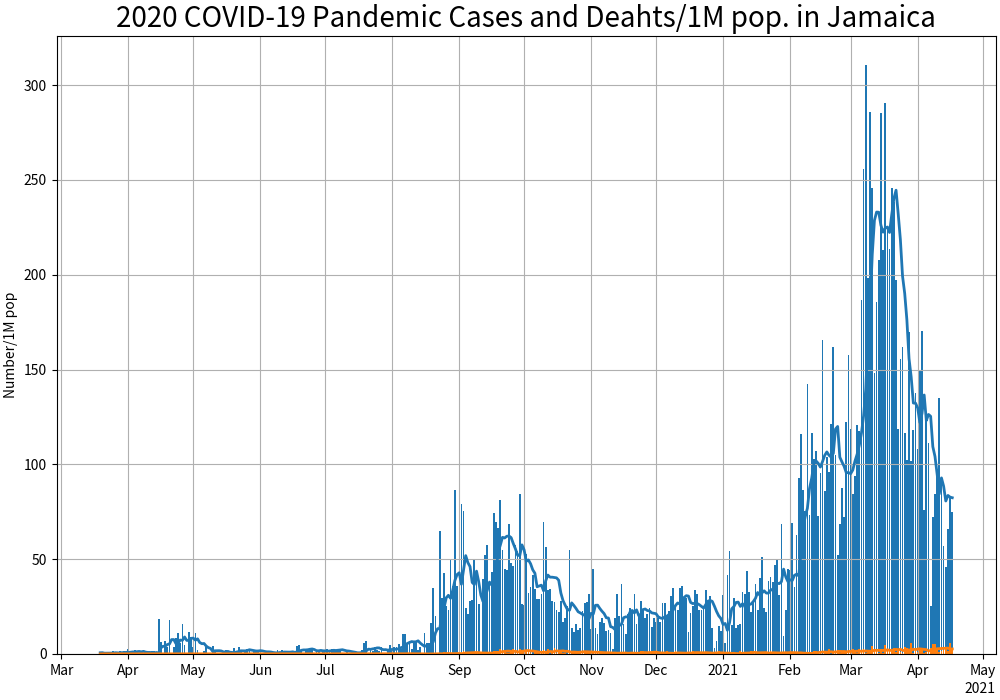 2020 COVID-19 Pandemic Cases and Deahts/1M pop. in Jamaica
Number/1M pop
300
250
200
150
100
50
0
Mar Apr May Jun Jul Aug Sep Oct Nov Dec 2021 Feb Mar Apr May
2021